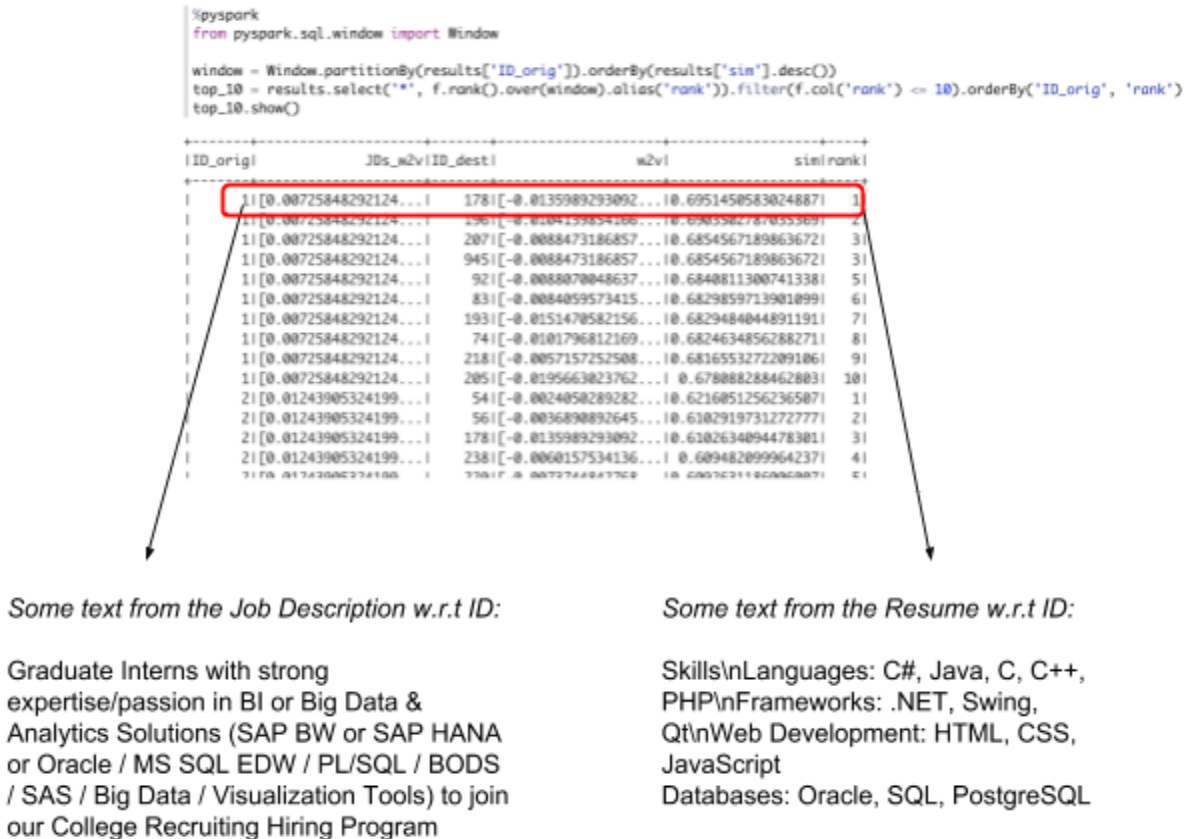 %pyspark
from pyspark.sql.window import Window
window = Window.partitionBy(results["ID_orig"]).orderBy(results["sim"].desc())
top_10 = results.select("*", f.rank().over(window).alias("rank")).filter(f.col("rank") <= 10).orderBy("ID_orig", "rank")
top_10.show()
+-------+--------------------+-------+--------------------+------------------+----+
|ID_orig| JDs_w2v|ID_dest| w2v| sim|rank|
+-------+--------------------+-------+--------------------+------------------+----+
| 1|[0.00725848292124...| 178|[-0.0135989293092...|0.6951450583024887| 1|
| 1|[0.00725848292124...| 196|[-0.0104139854166...|0.6903502787035369| 2|
| 1|[0.00725848292124...| 207|[-0.0088473186857...|0.6854567189863672| 3|
| 1|[0.00725848292124...| 945|[-0.0088473186857...|0.6854567189863672| 3|
| 1|[0.00725848292124...| 92|[-0.0088070048637...|0.6840811300741338| 5|
| 1|[0.00725848292124...| 83|[-0.0084059573415...|0.6829859713901099| 6|
| 1|[0.00725848292124...| 193|[-0.0151470582156...|0.6829484044891191| 7|
| 1|[0.00725848292124...| 74|[-0.0101796812169...|0.6824634856288271| 8|
| 1|[0.00725848292124...| 218|[-0.0057157252508...|0.6816553272209106| 9|
| 1|[0.00725848292124...| 205|[-0.0195663023762...| 0.678088288462803| 10|
| 2|[0.01243905324199...| 54|[-0.0024050289282...|0.6216051256236507| 1|
| 2|[0.01243905324199...| 56|[-0.0036890892645...|0.6102919731272777| 2|
| 2|[0.01243905324199...| 178|[-0.0135989293092...|0.6102634094478301| 3|
| 2|[0.01243905324199...| 238|[-0.0060157534136...| 0.609482099964237| 4|
Some text from the Job Description w.r.t ID:
Graduate Interns with strong
expertise/passion in BI or Big Data &
Analytics Solutions (SAP BW or SAP HANA
or Oracle / MS SQL EDW / PL/SQL / BODS
/ SAS / Big Data / Visualization Tools) to join
our College Recruiting Hiring Program
Some text from the Resume w.r.t ID:
Skills\nLanguages: C#, Java, C, C++,
PHP\nFrameworks: .NET, Swing,
Qt\nWeb Development: HTML, CSS,
JavaScript
Databases: Oracle, SQL, PostgreSQL